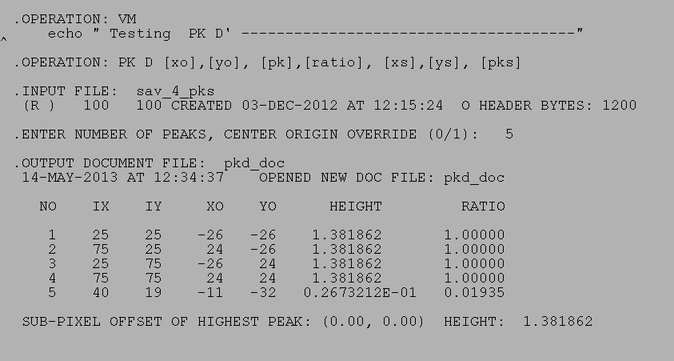 .OPERATION: VM
echo " Testing  PK D' ------------------------------------"
^
.OPERATION: PK D [xo],[yo], [pk],[ratio], [xs],[ys], [pks]
.INPUT FILE:  sav_4_pks
(R )   100   100 CREATED 03-DEC-2012 AT 12:15:24  O HEADER BYTES: 1200
.ENTER NUMBER OF PEAKS, CENTER ORIGIN OVERRIDE (0/1):   5
.OUTPUT DOCUMENT FILE:  pkd_doc
14-MAY-2013 AT 12:34:37    OPENED NEW DOC FILE: pkd_doc
NO    IX    IY    XO    YO    HEIGHT    RATIO
1    25    25    -26    -26    1.381862    1.00000
2    75    25    24    -26    1.381862    1.00000
3    25    75    -26    24    1.381862    1.00000
4    75    75    24    24    1.381862    1.00000
5    40    19    -11    -32    0.2673212E-01    0.01935
SUB-PIXEL OFFSET OF HIGHEST PEAK: (0.00, 0.00)  HEIGHT:  1.381862